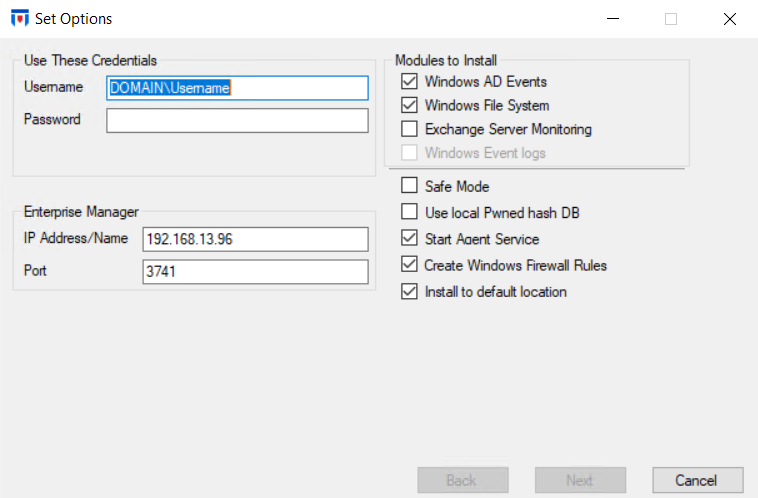 Set Options
Use These Credentials
Username
DOMAIN\Username
Password
Enterprise Manager
IP Address/Name
192.168.13.96
Port
3741
Modules to Install
Windows AD Events
Windows File System
Exchange Server Monitoring
Windows Event logs
Safe Mode
Use local Pwned hash DB
Start Agent Service
Create Windows Firewall Rules
Install to default location
Back
Next
Cancel